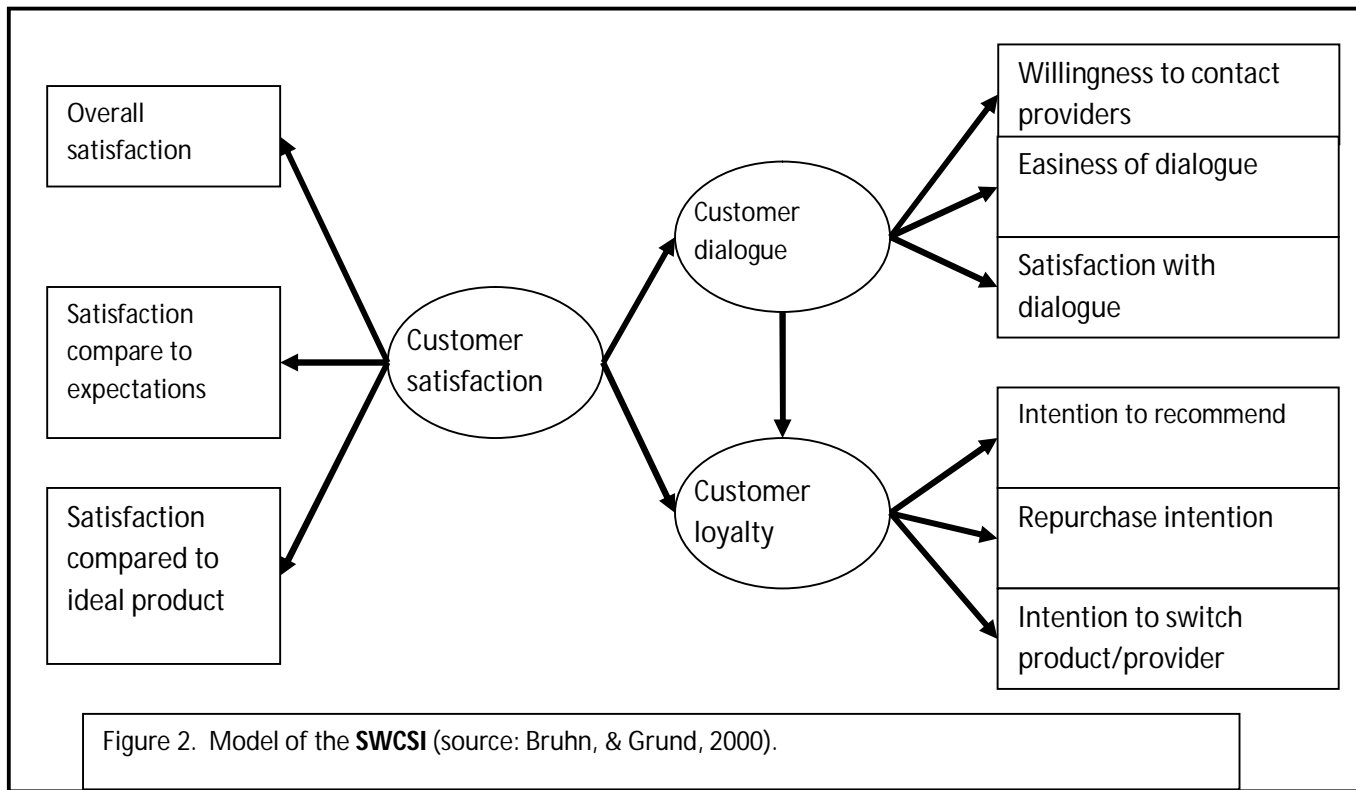 Overall
satisfaction
Satisfaction
compare to
expectations
Satisfaction
compared to
ideal product
Customer
satisfaction
Customer
dialogue
Customer
loyalty
Willingness to contact
providers
Easiness of dialogue
Satisfaction with
dialogue
Intention to recommend
Repurchase intention
Intention to switch
product/provider
Figure 2. Model of the SWCSI (source: Bruhn, & Grund, 2000).